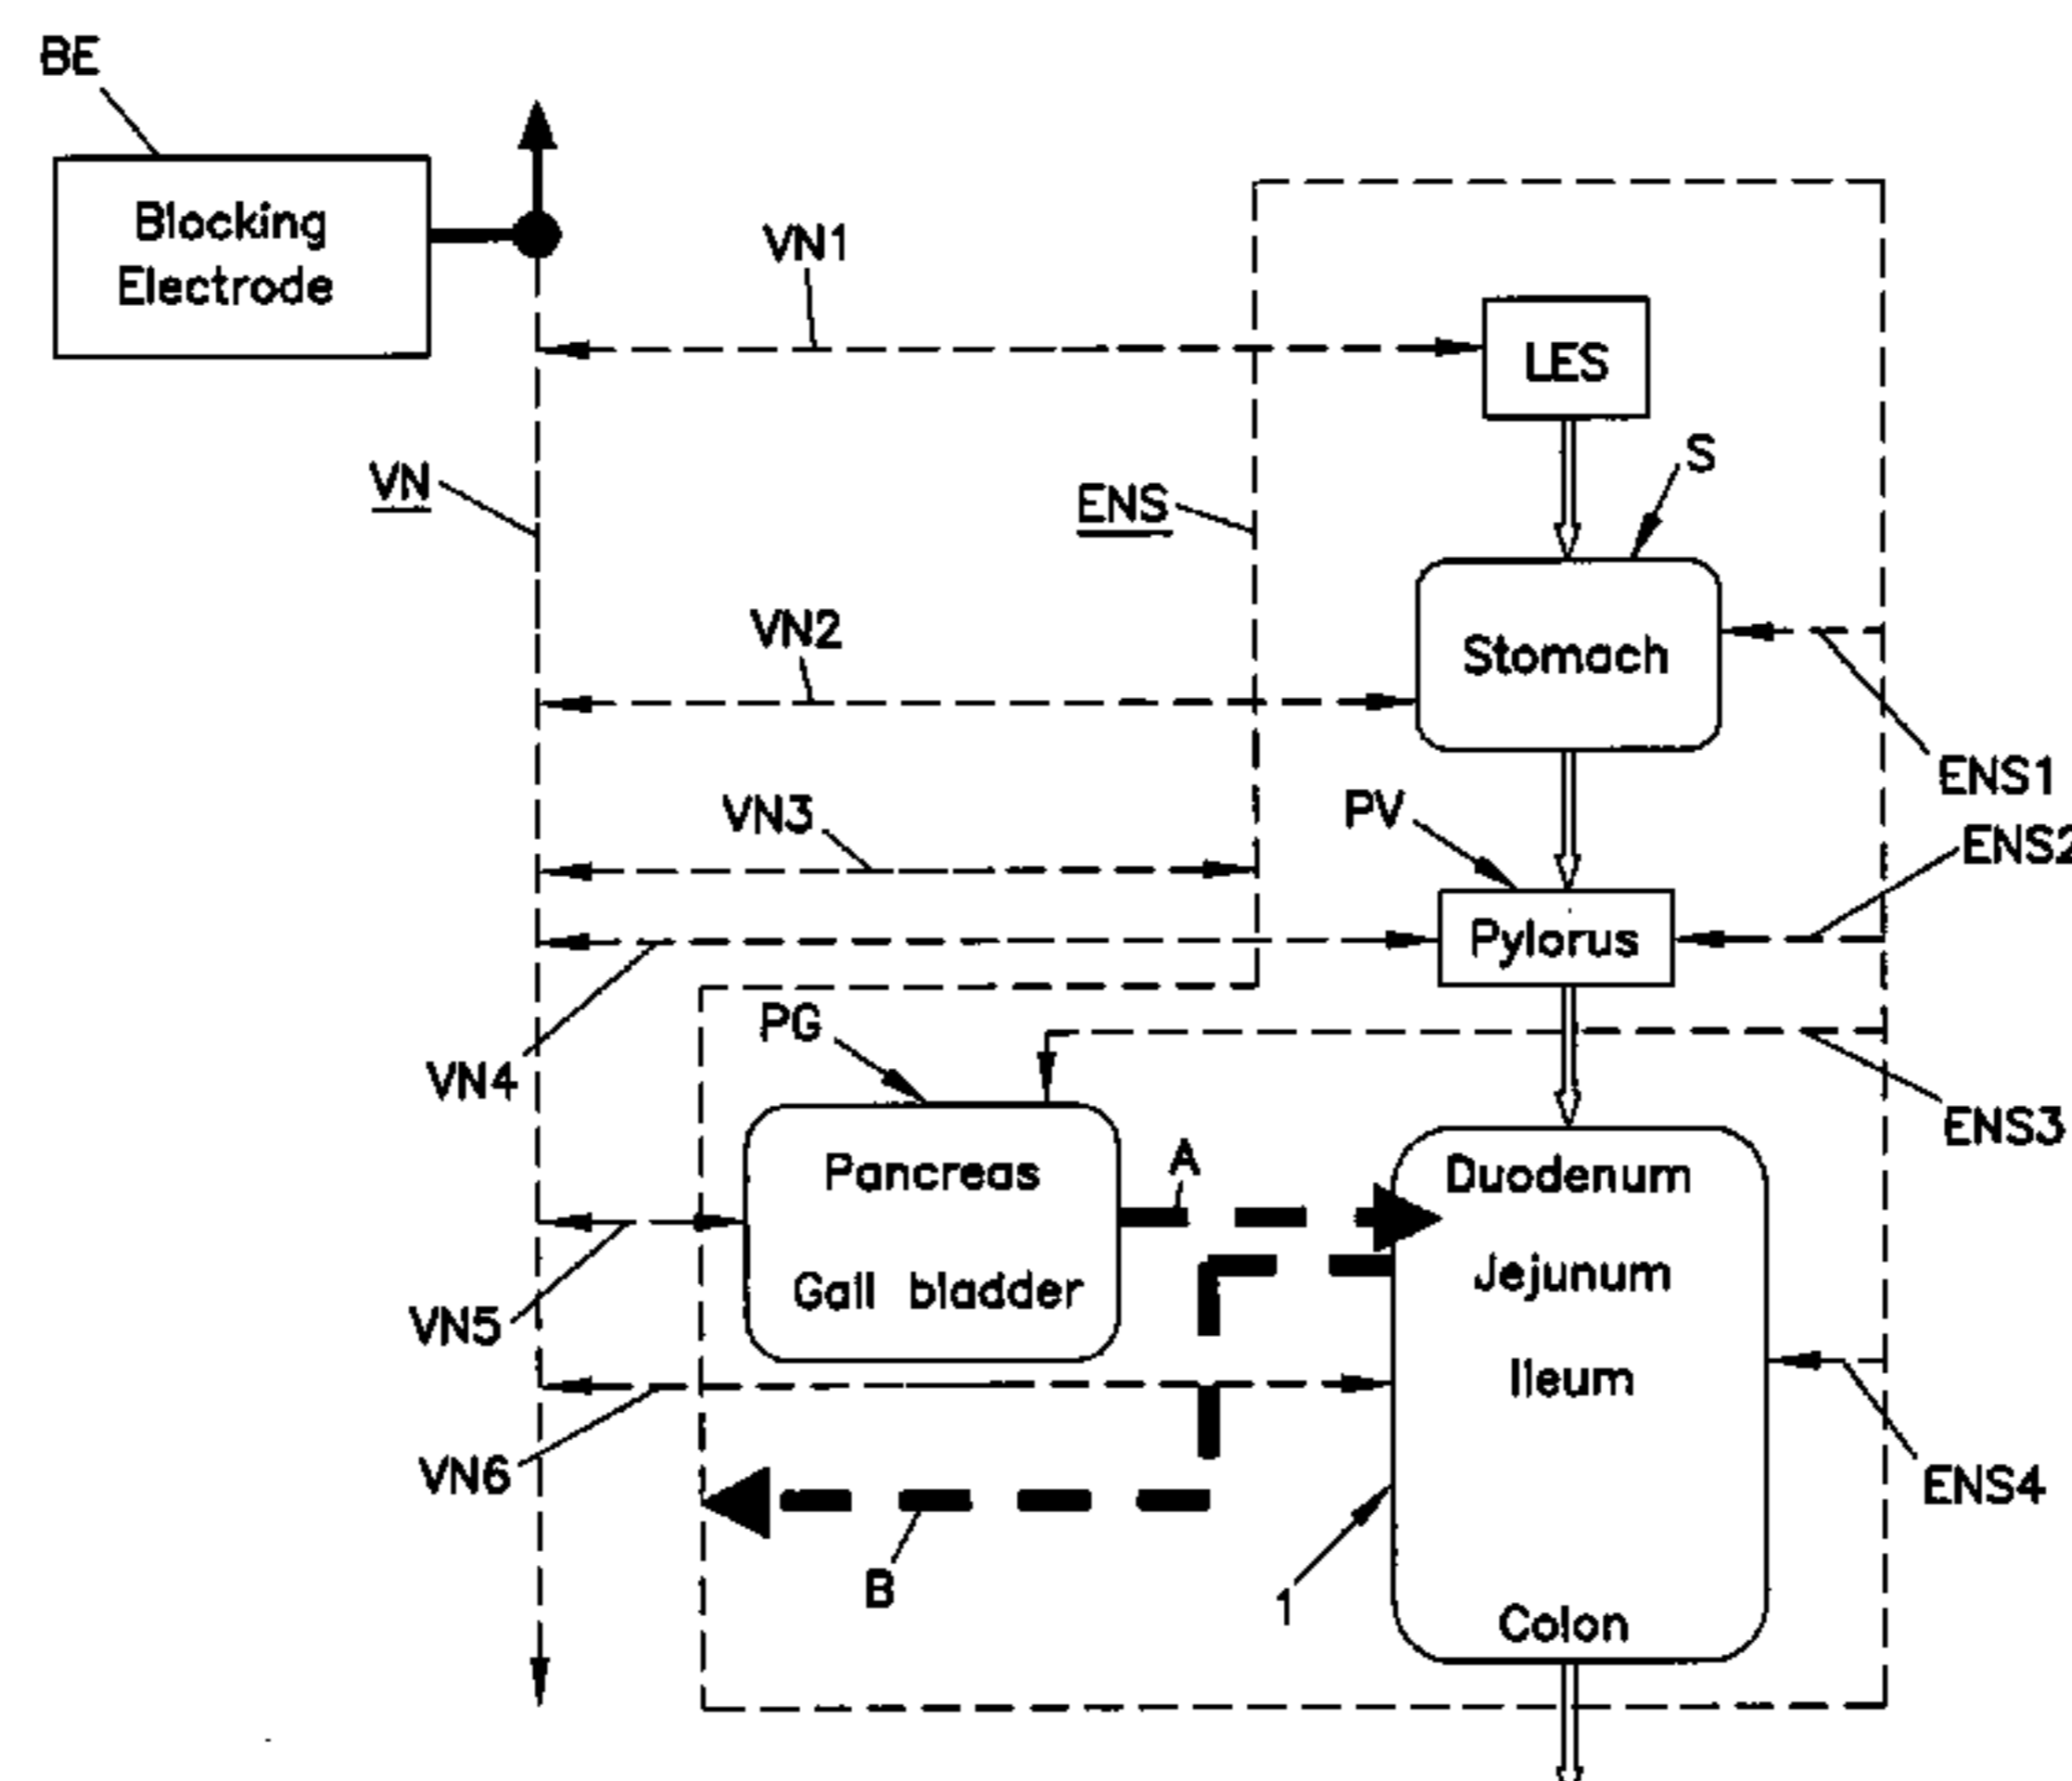 BE
Blocking
Electrode
VN1
LES
VN
ENS
S
VN2
Stomach
ENS1
VN3
PV
ENS2
Pylorus
PG
VN4
ENS3
Pancreas
A
Duodenum
Gall bladder
Jejunum
VN5
Ileum
VN6
ENS4
B
1
Colon